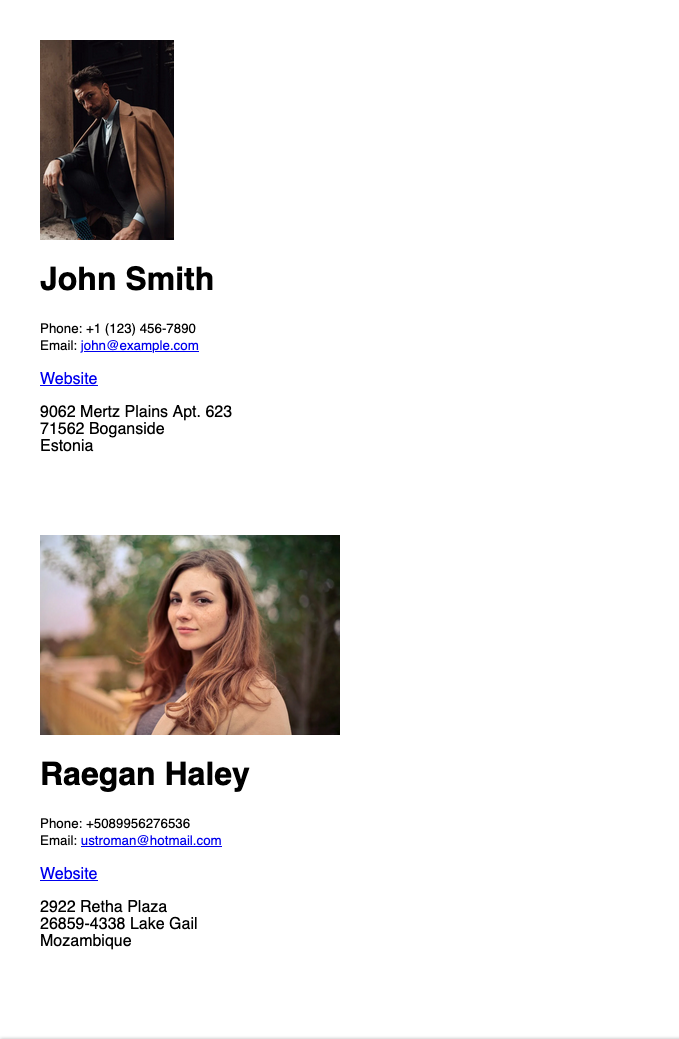 John Smith
Phone: +1 (123) 456-7890
Email: john@example.com
Website
9062 Mertz Plains Apt. 623
71562 Boganside
Estonia
Raegan Haley
Phone: +5089956276536
Email: ustroman@hotmail.com
Website
2922 Retha Plaza
26859-4338 Lake Gail
Mozambique